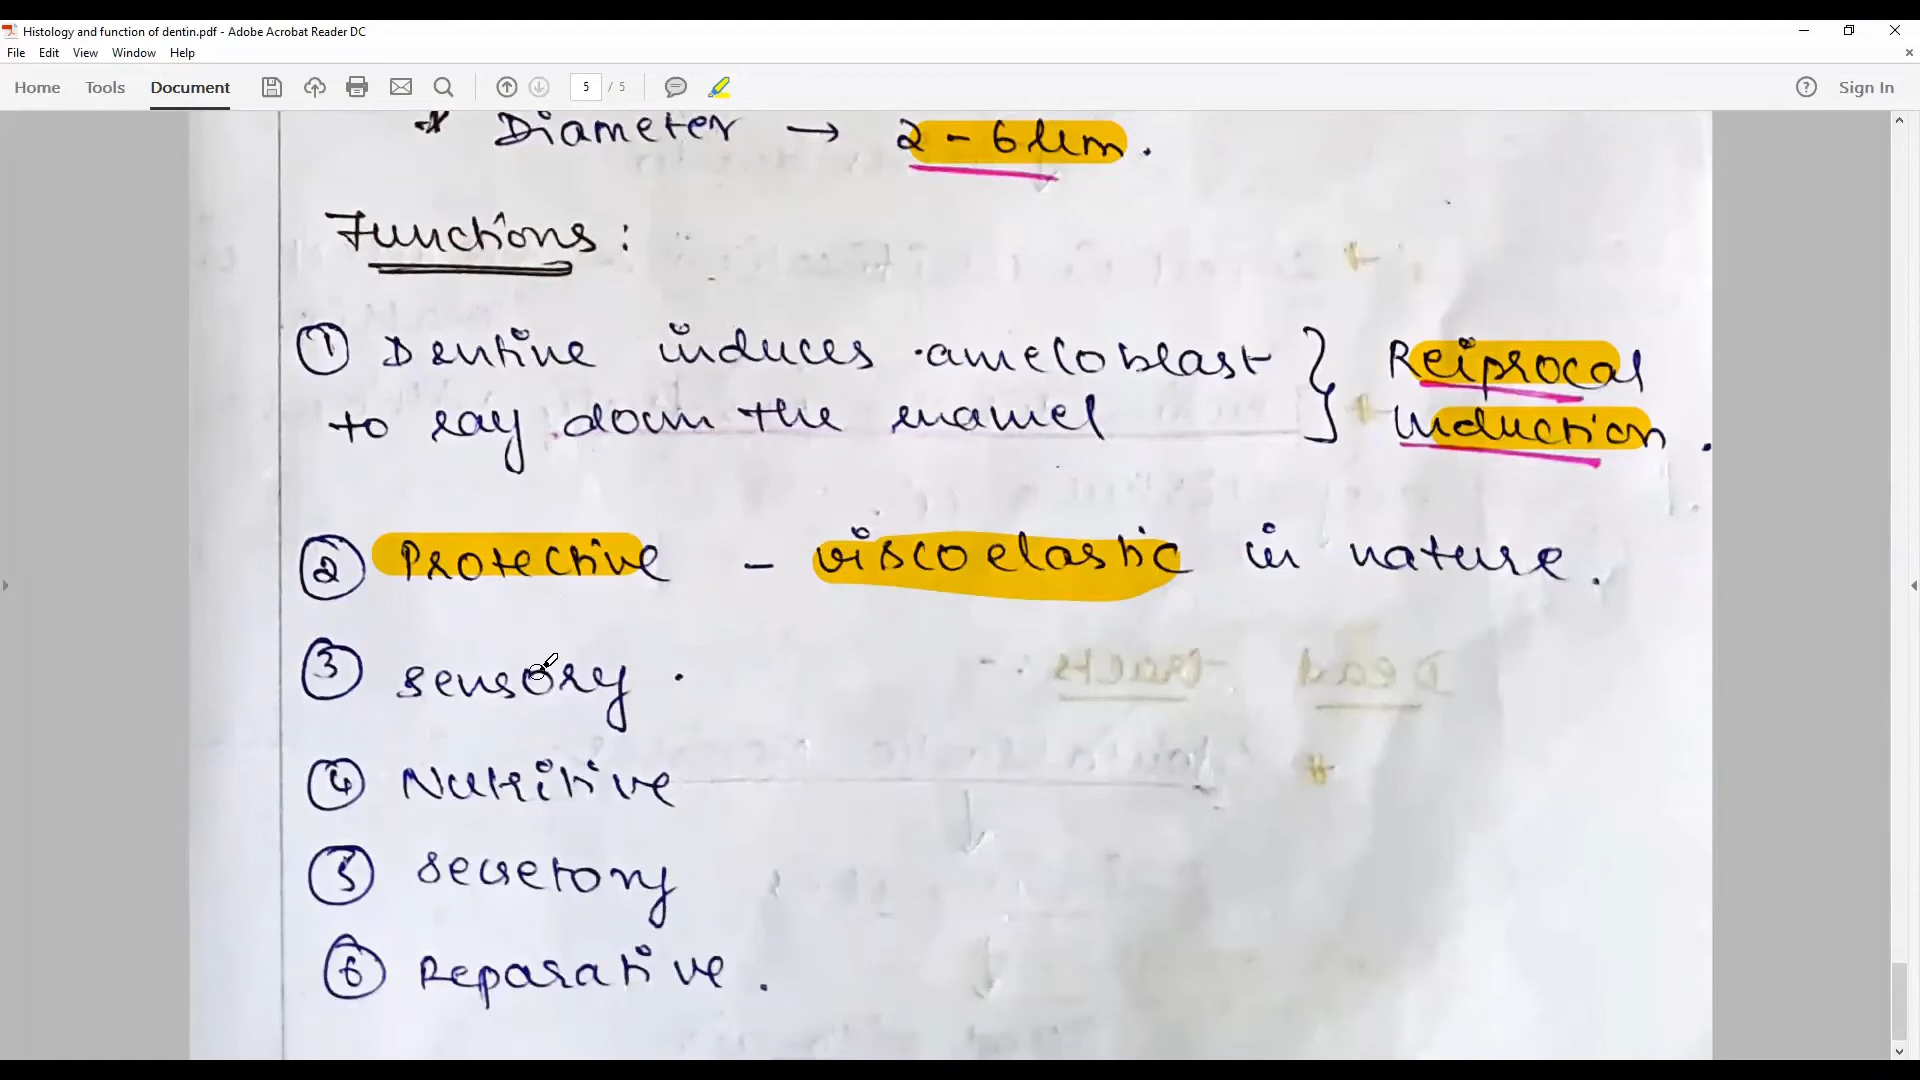 Histology and function of dentin.pdf - Adobe Acrobat Reader DC
File Edit View Window Help
Home Tools Document 5 / 5 Sign In
* Diameter → 2 - 6 μm.
Functions:
① Dentine induces ameloblast } Reiprocal
to lay down the enamel induction.
② Protective - viscoelastic in nature.
③ sensory.
④ Nutritive
⑤ secretory
⑥ Reparative.
Dead tracts :-